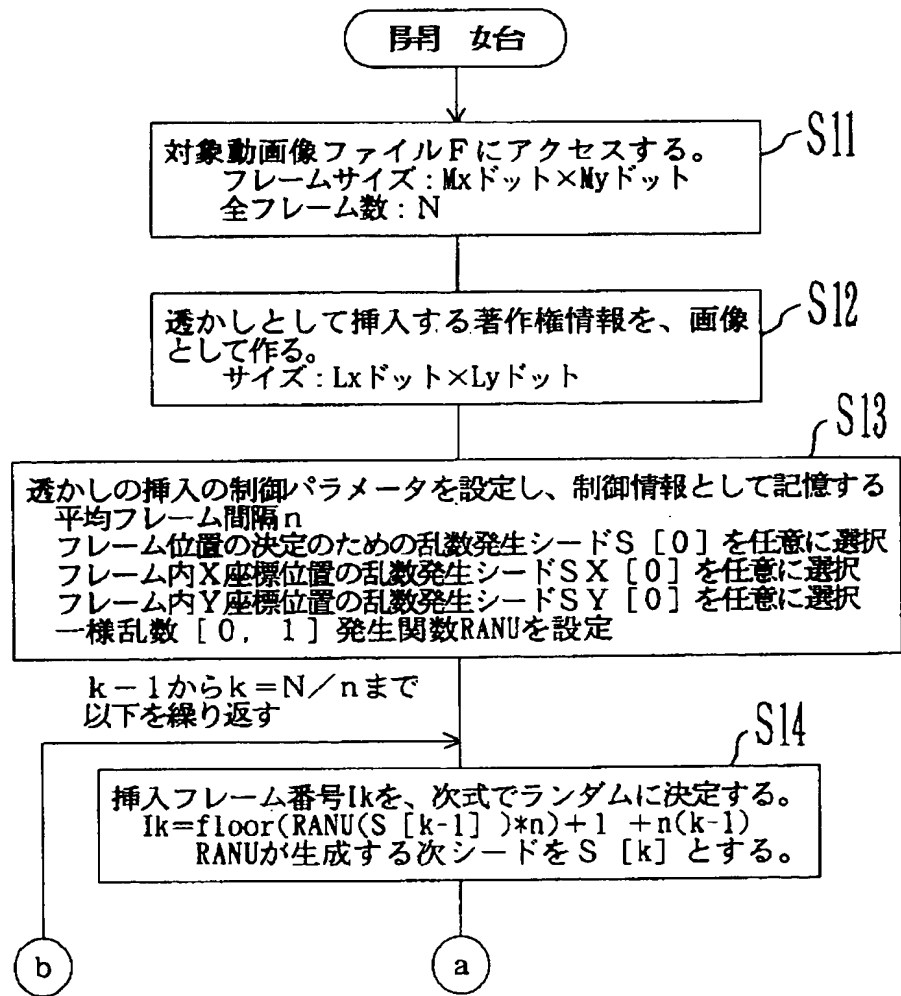 開 始
S11
対象動画像ファイルFにアクセスする。
フレームサイズ:Mxドット×Myドット
全フレーム数:N
S12
透かしとして挿入する著作権情報を、画像
として作る。
サイズ:Lxドット×Lyドット
S13
透かしの挿入の制御パラメータを設定し、制御情報として記憶する
平均フレーム間隔n
フレーム位置の決定のための乱数発生シードS[0]を任意に選択
フレーム内X座標位置の乱数発生シードSX[0]を任意に選択
フレーム内Y座標位置の乱数発生シードSY[0]を任意に選択
一様乱数[0, 1]発生関数RANUを設定
k-1からk=N/nまで
以下を繰り返す
S14
挿入フレーム番号Ikを、次式でランダムに決定する。
Ik=floor(RANU(S[k-1])*n)+1 +n(k-1)
RANUが生成する次シードをS[k]とする。
b
a